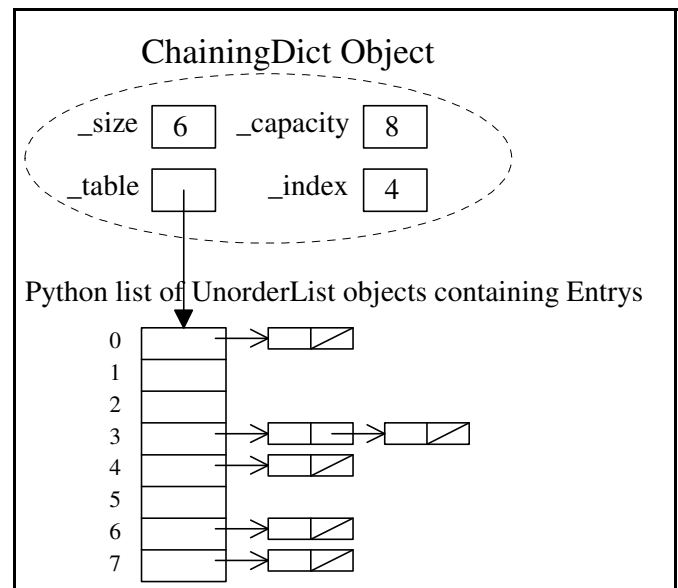 ChainingDict Object
_size 6 _capacity 8
_table _index 4
Python list of UnorderList objects containing Entrys
0
1
2
3
4
5
6
7